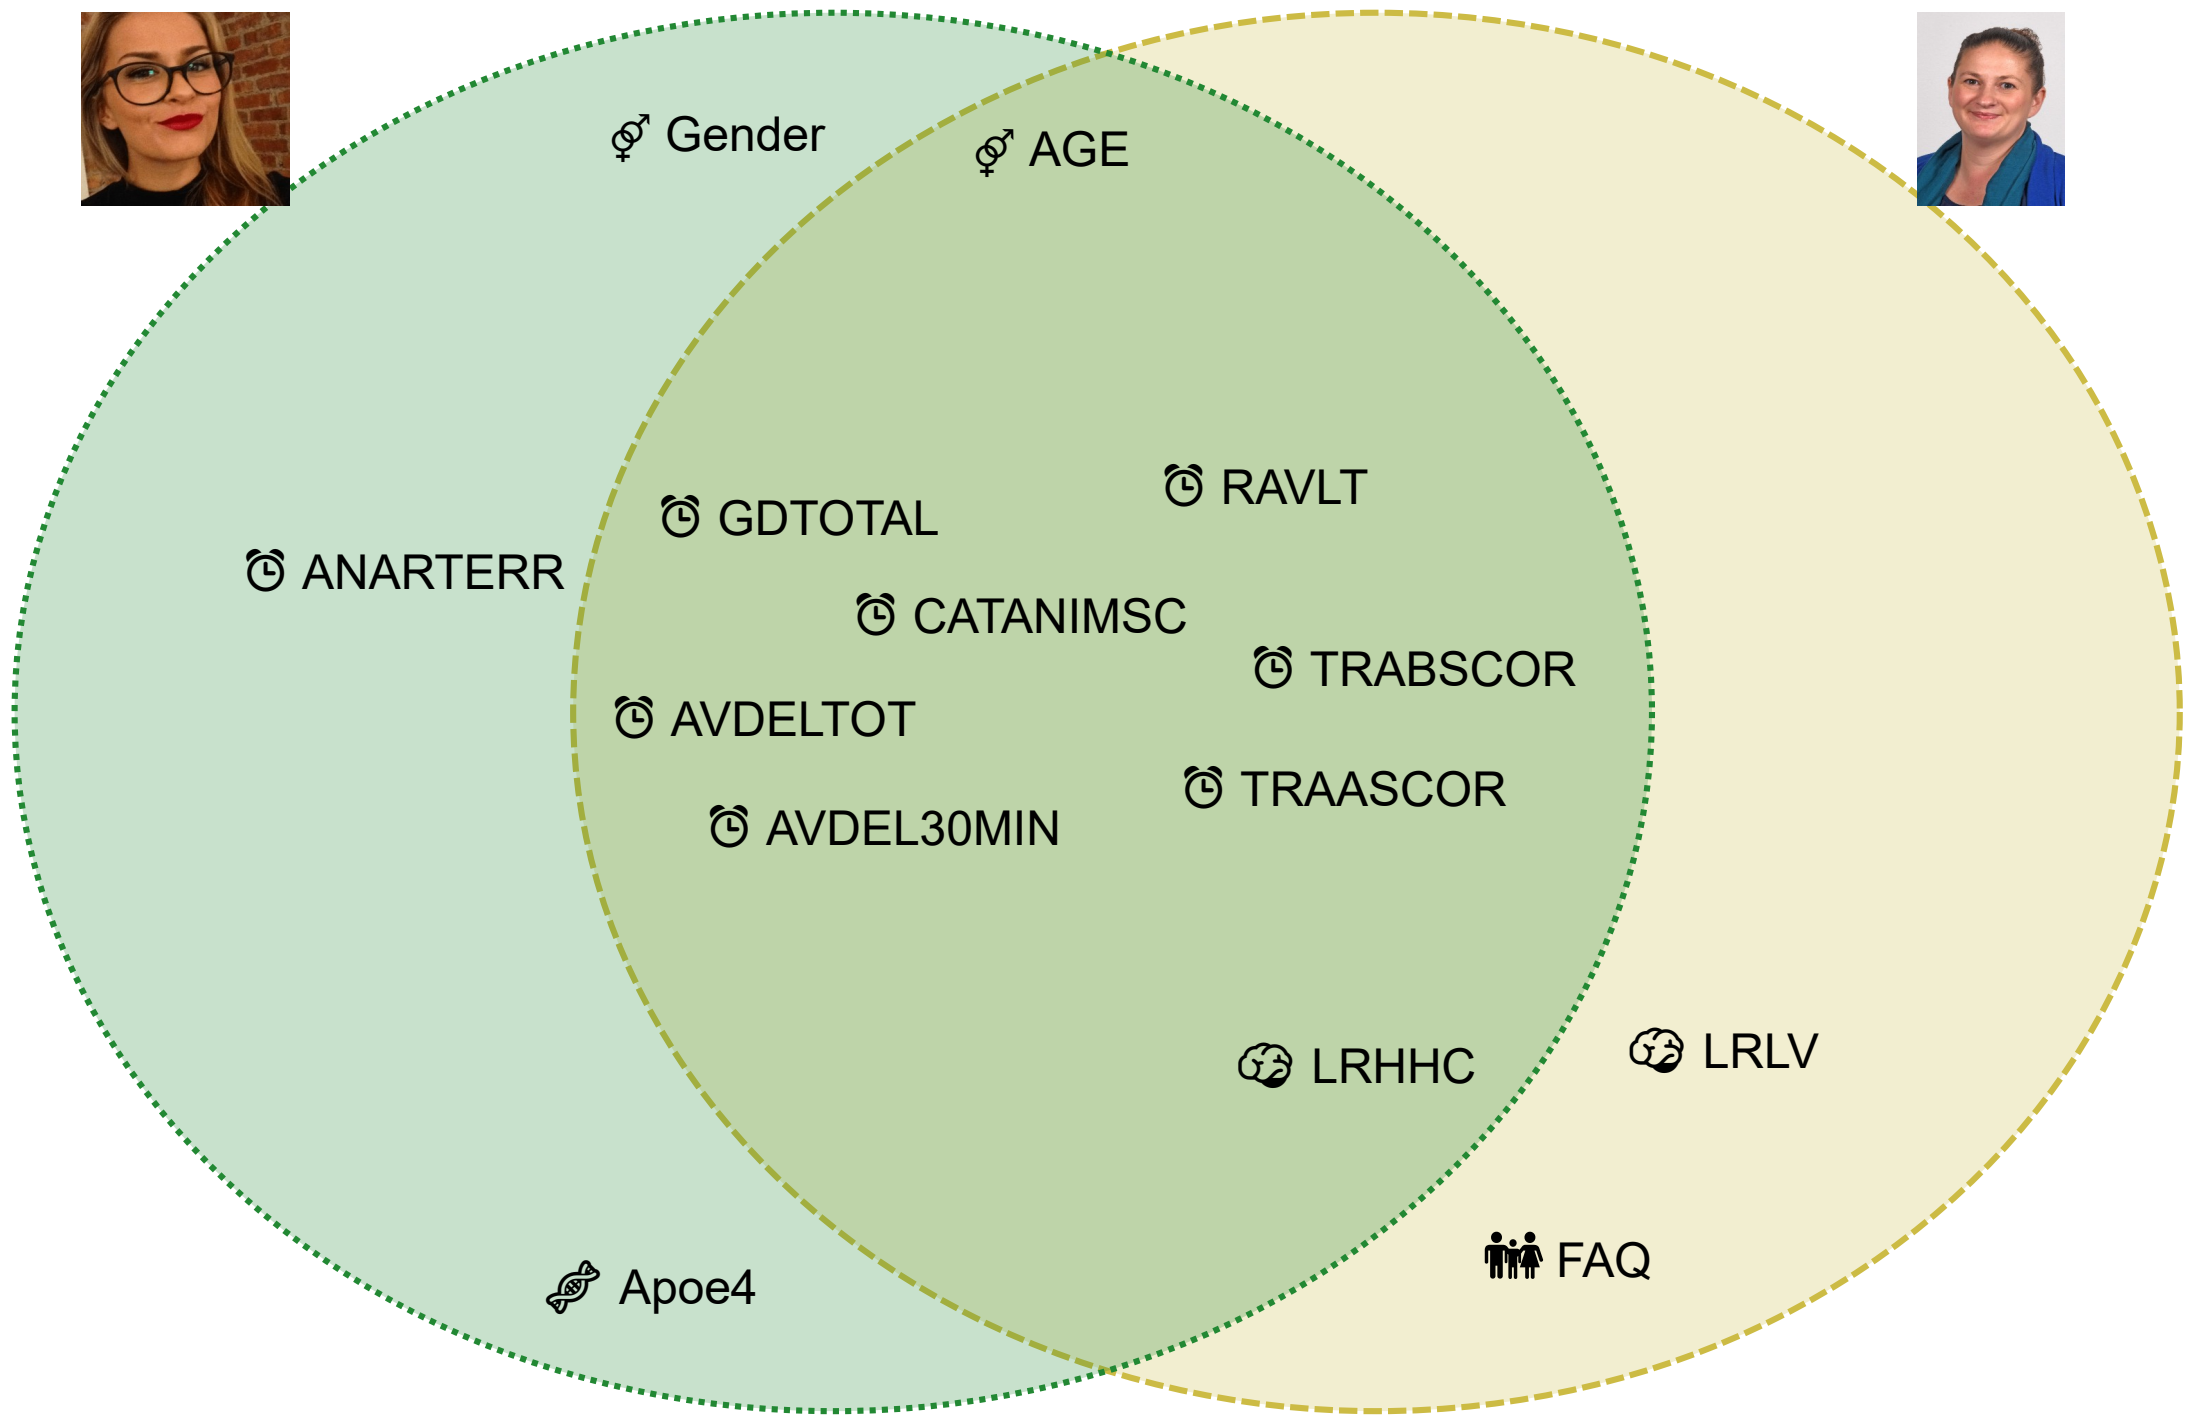 Gender
AGE
RAVLT
GDTOTAL
ANARTERR
CATANIMSC
TRABSCOR
AVDELTOT
TRAASCOR
AVDEL30MIN
LRHHC
LRLV
FAQ
Apoe4